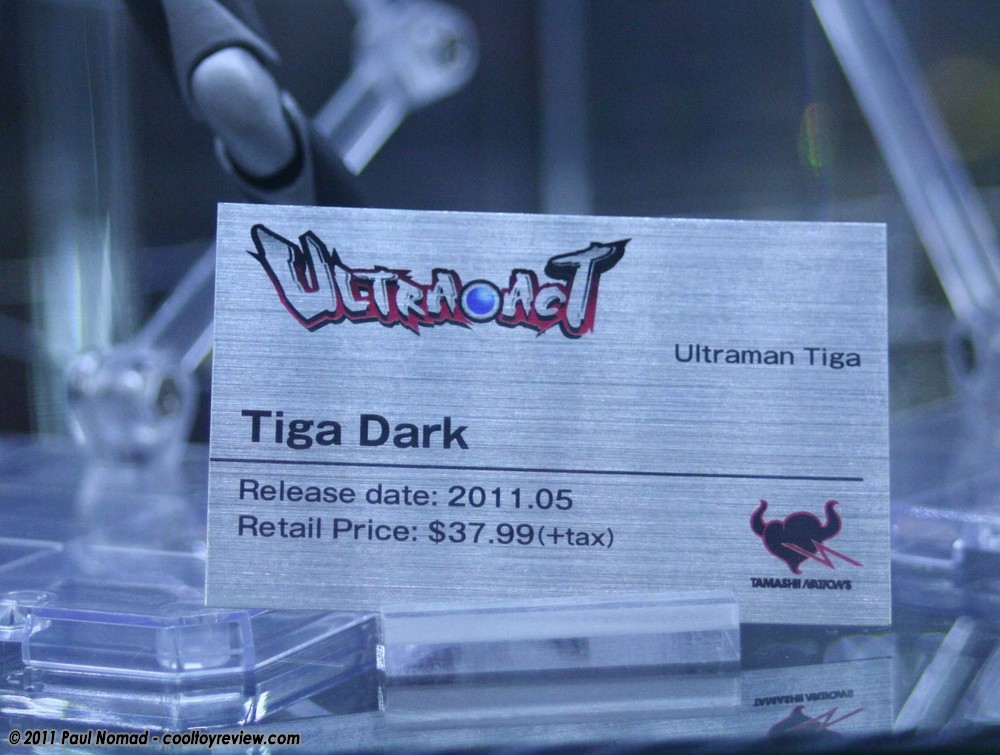 ULTRA ACT
Ultraman Tiga
Tiga Dark
Release date: 2011.05
Retail Price: $37.99(+tax)
TAMASHII NATIONS
© 2011 Paul Nomad - cooltoyreview.com